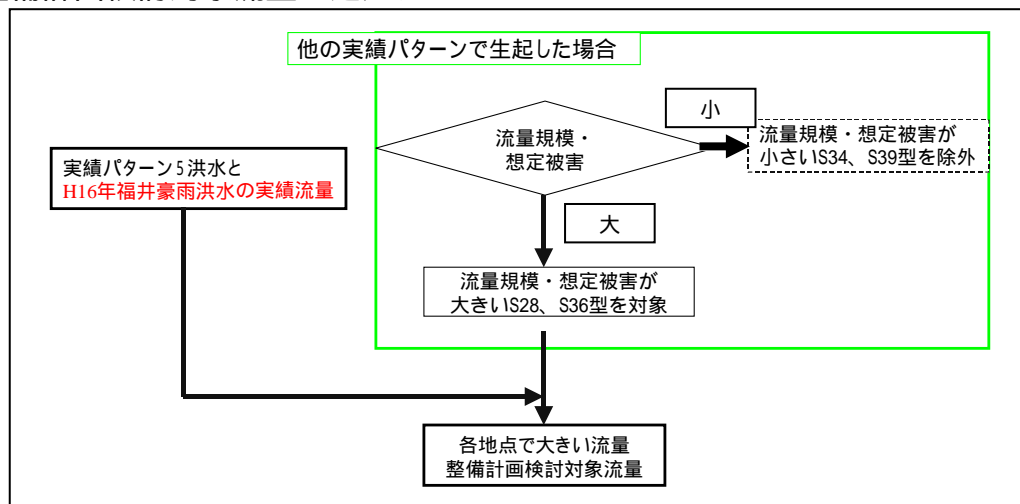 他の実績パターンで生起した場合
小
流量規模・
想定被害
流量規模・想定被害が
小さいS34、S39型を除外
実績パターン5洪水と
H16年福井豪雨洪水の実績流量
大
流量規模・想定被害が
大きいS28、S36型を対象
各地点で大きい流量
整備計画検討対象流量